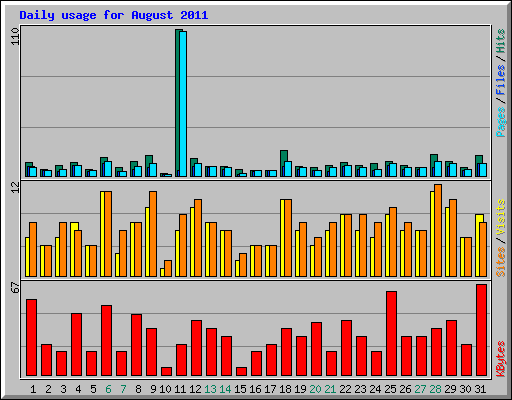 Daily usage for August 2011
110
Pages / Files / Hits
12
Sites / Visits
67
KBytes
1 2 3 4 5 6 7 8 9 10 11 12 13 14 15 16 17 18 19 20 21 22 23 24 25 26 27 28 29 30 31